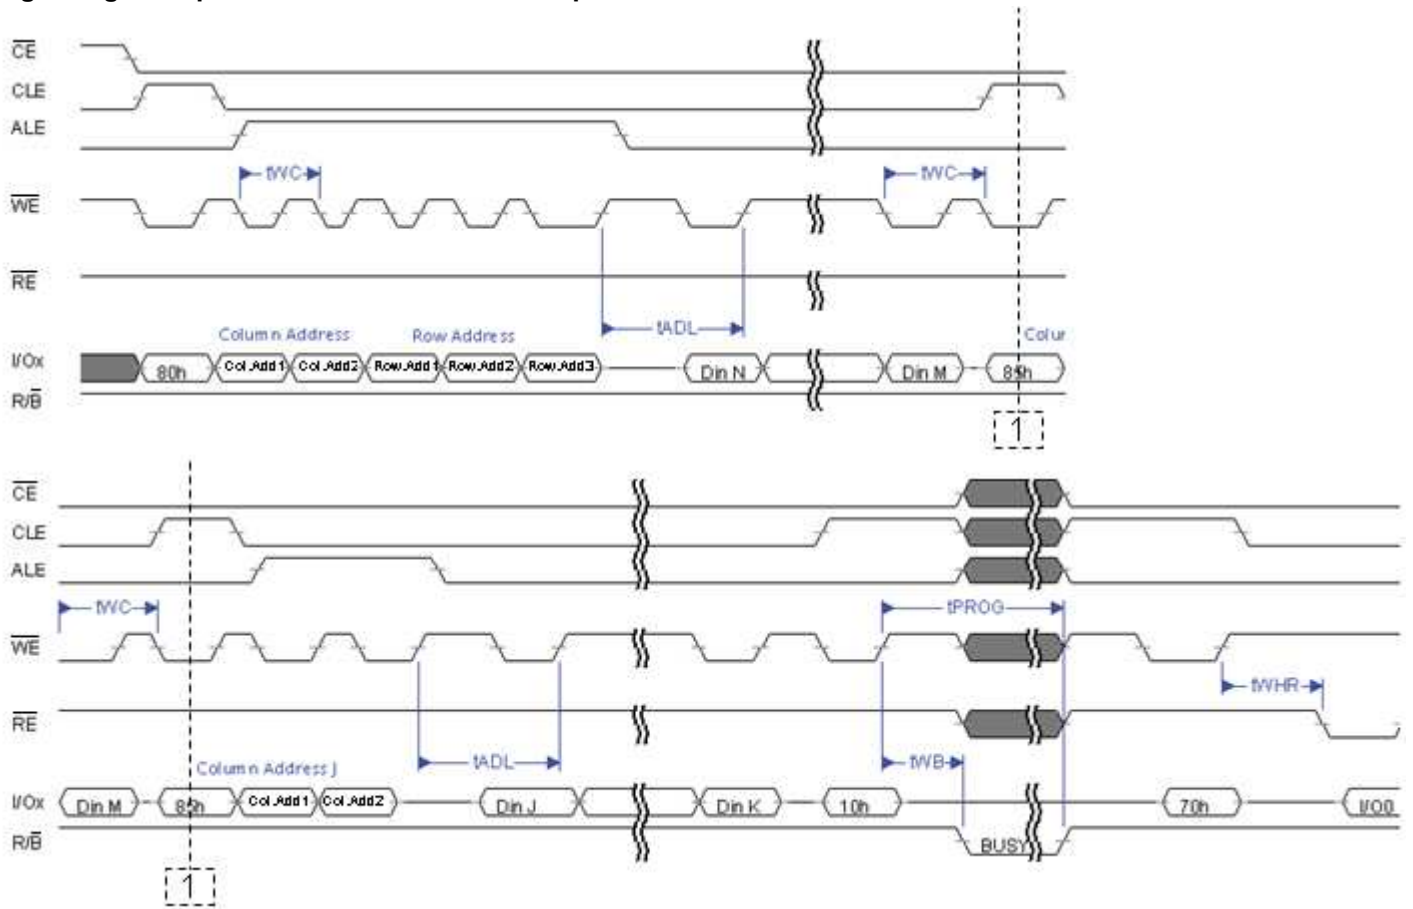 CE
CLE
ALE
tWC tWC
WE
RE
tADL
Column Address Row Address Colur
I/Ox 80h Col.Add1 Col.Add2 Row.Add1 Row.Add2 Row.Add3 Din N Din M 85h
R/B
1
CE
CLE
ALE
tWC tPROG
WE
tWHR
RE
Column Address J tADL tWB
I/Ox Din M 85h Col.Add1 Col.Add2 Din J Din K 10h 70h I/O0
R/B BUSY
1